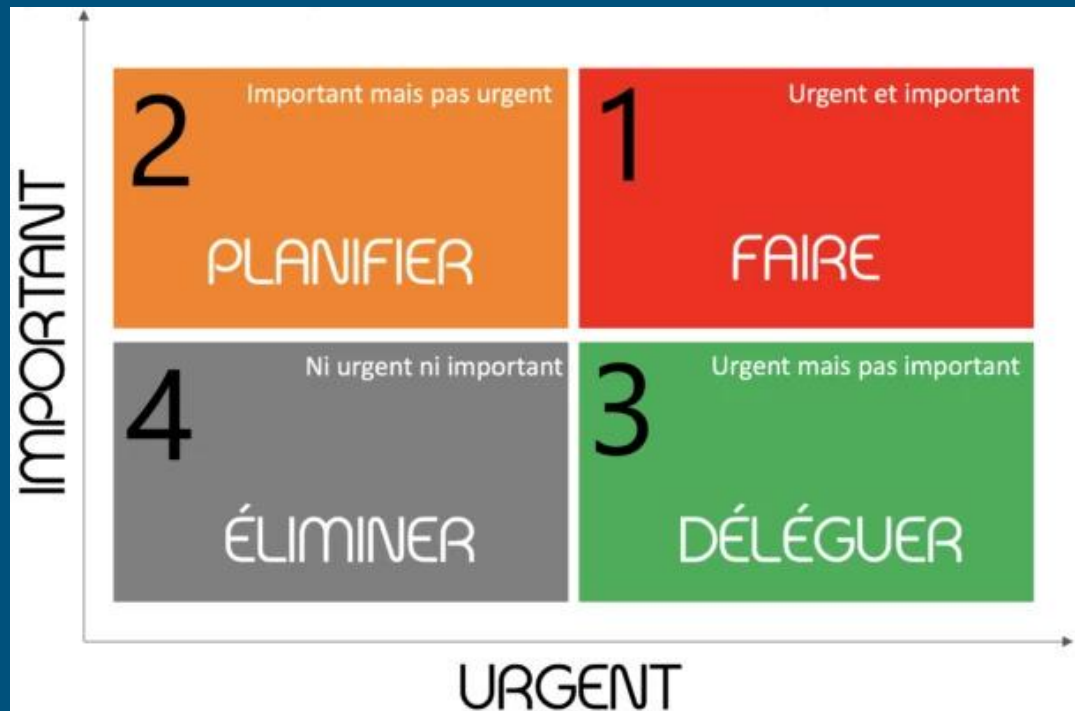 IMPORTANT
2
Important mais pas urgent
PLANIFIER
1
Urgent et important
FAIRE
4
Ni urgent ni important
ÉLIMINER
3
Urgent mais pas important
DÉLÉGUER
URGENT